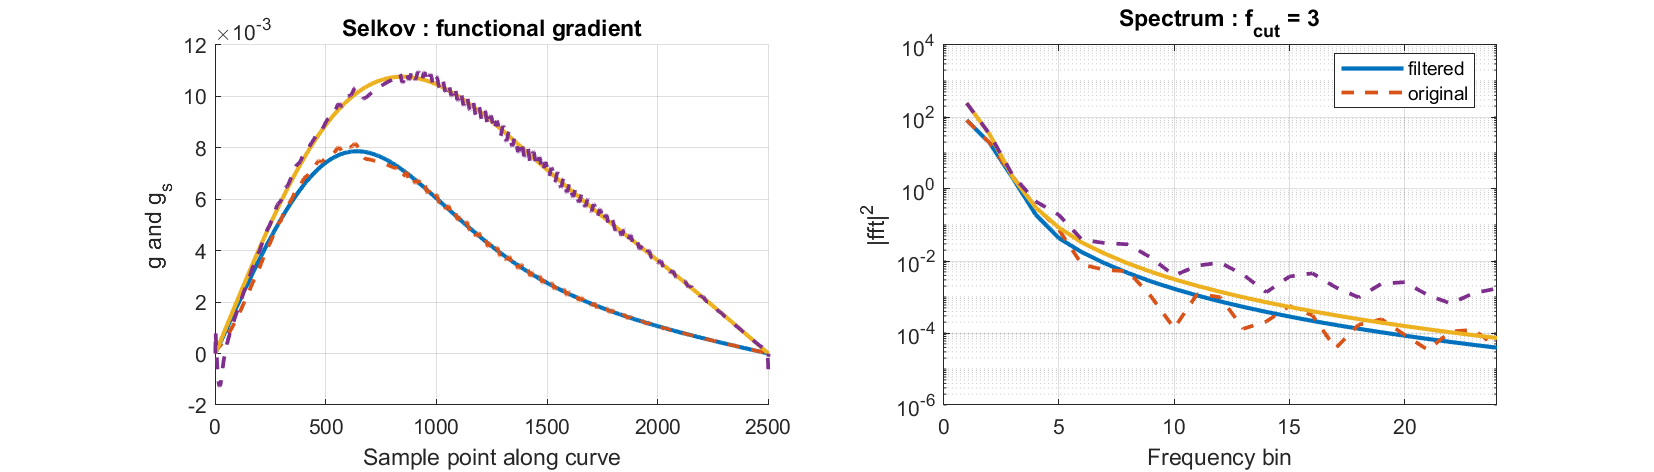 Selkov : functional gradient
×10⁻³
12
10
8
6
4
2
0
-2
g and gₛ
0 500 1000 1500 2000 2500
Sample point along curve
Spectrum : f_cut = 3
10⁴
10²
10⁰
10⁻²
10⁻⁴
10⁻⁶
|fft|²
filtered
original
0 5 10 15 20
Frequency bin